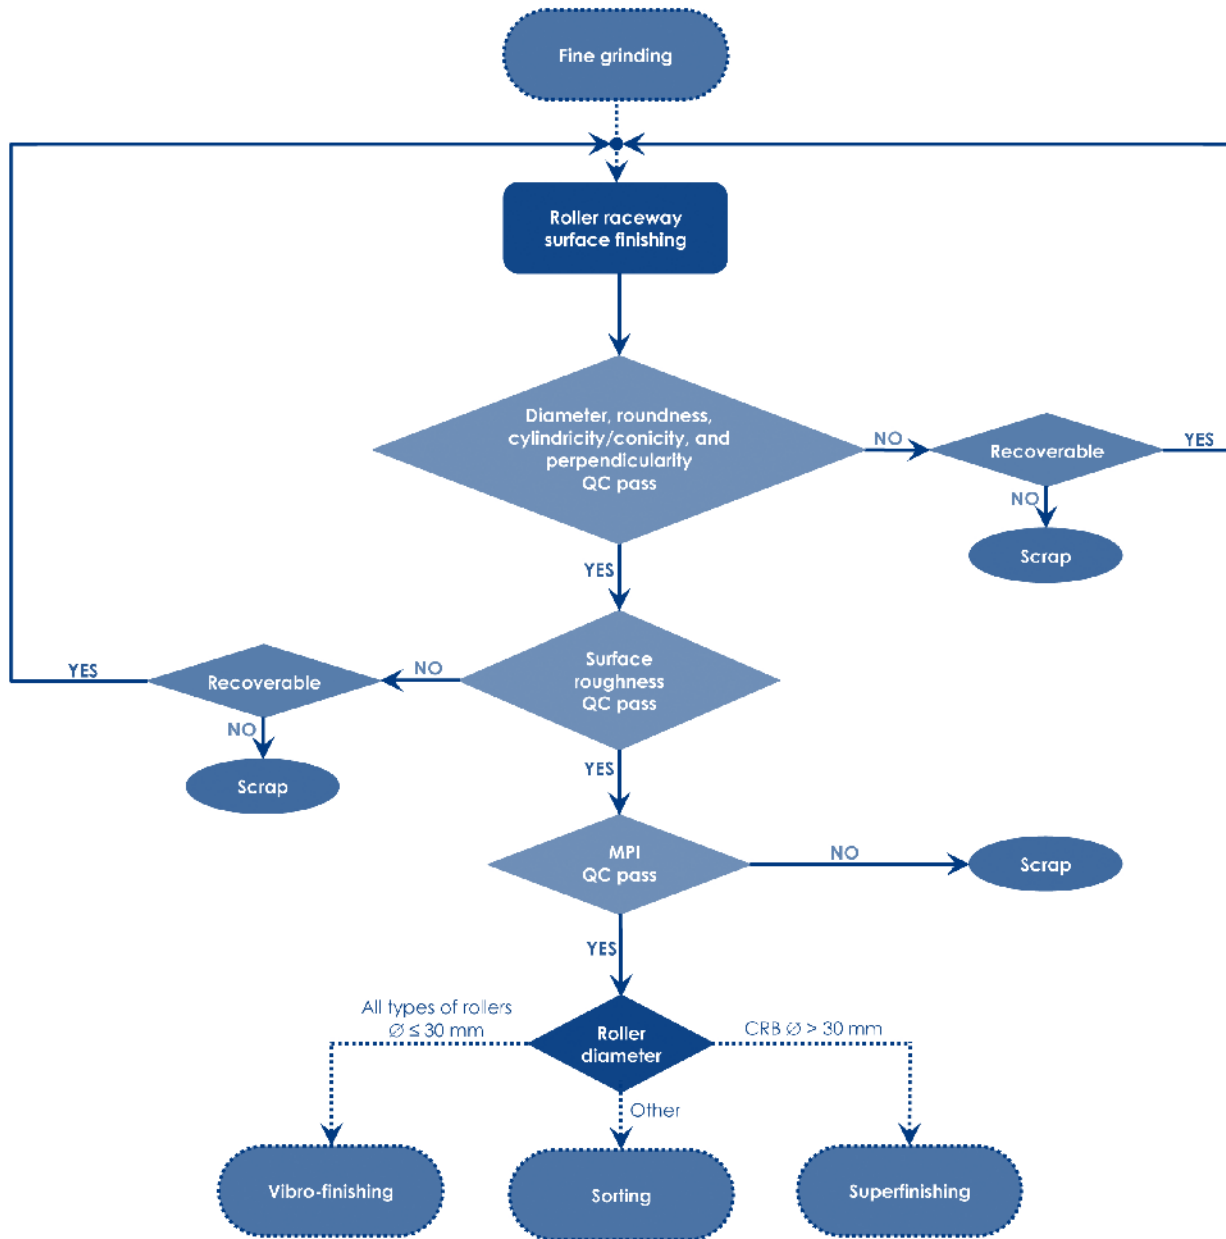 Fine grinding
Roller raceway
surface finishing
Diameter, roundness,
cylindricity/conicity, and
perpendicularity
QC pass
NO
Recoverable
YES
NO
Scrap
YES
Surface
roughness
QC pass
NO
Recoverable
YES
NO
Scrap
YES
MPI
QC pass
NO
Scrap
YES
All types of rollers
∅ ≤ 30 mm
Roller
diameter
CRB ∅ > 30 mm
Other
Vibro-finishing
Sorting
Superfinishing